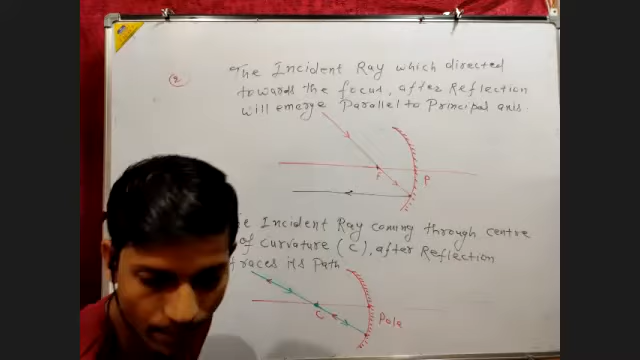 (2) The Incident Ray which directed
towards the focus, after Reflection
will emerge Parallel to Principal axis.
F
P
Incident Ray coming through centre
of Curvature (C), after Reflection
its Path
C
Pole